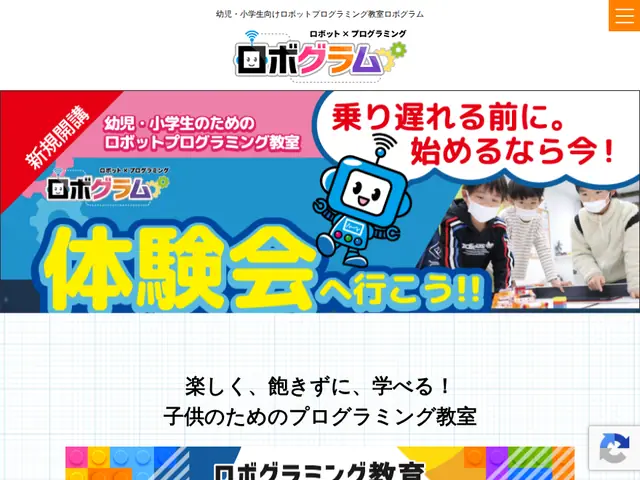 幼児・小学生向けロボットプログラミング教室ロボグラム
ロボット×プログラミング
ロボグラム
新規開講
幼児・小学生のための
ロボットプログラミング教室
ロボット×プログラミング
ロボグラム
乗り遅れる前に。
始めるなら今！
体験会へ行こう!!
楽しく、飽きずに、学べる！
子供のためのプログラミング教室
ロボグラミング教育